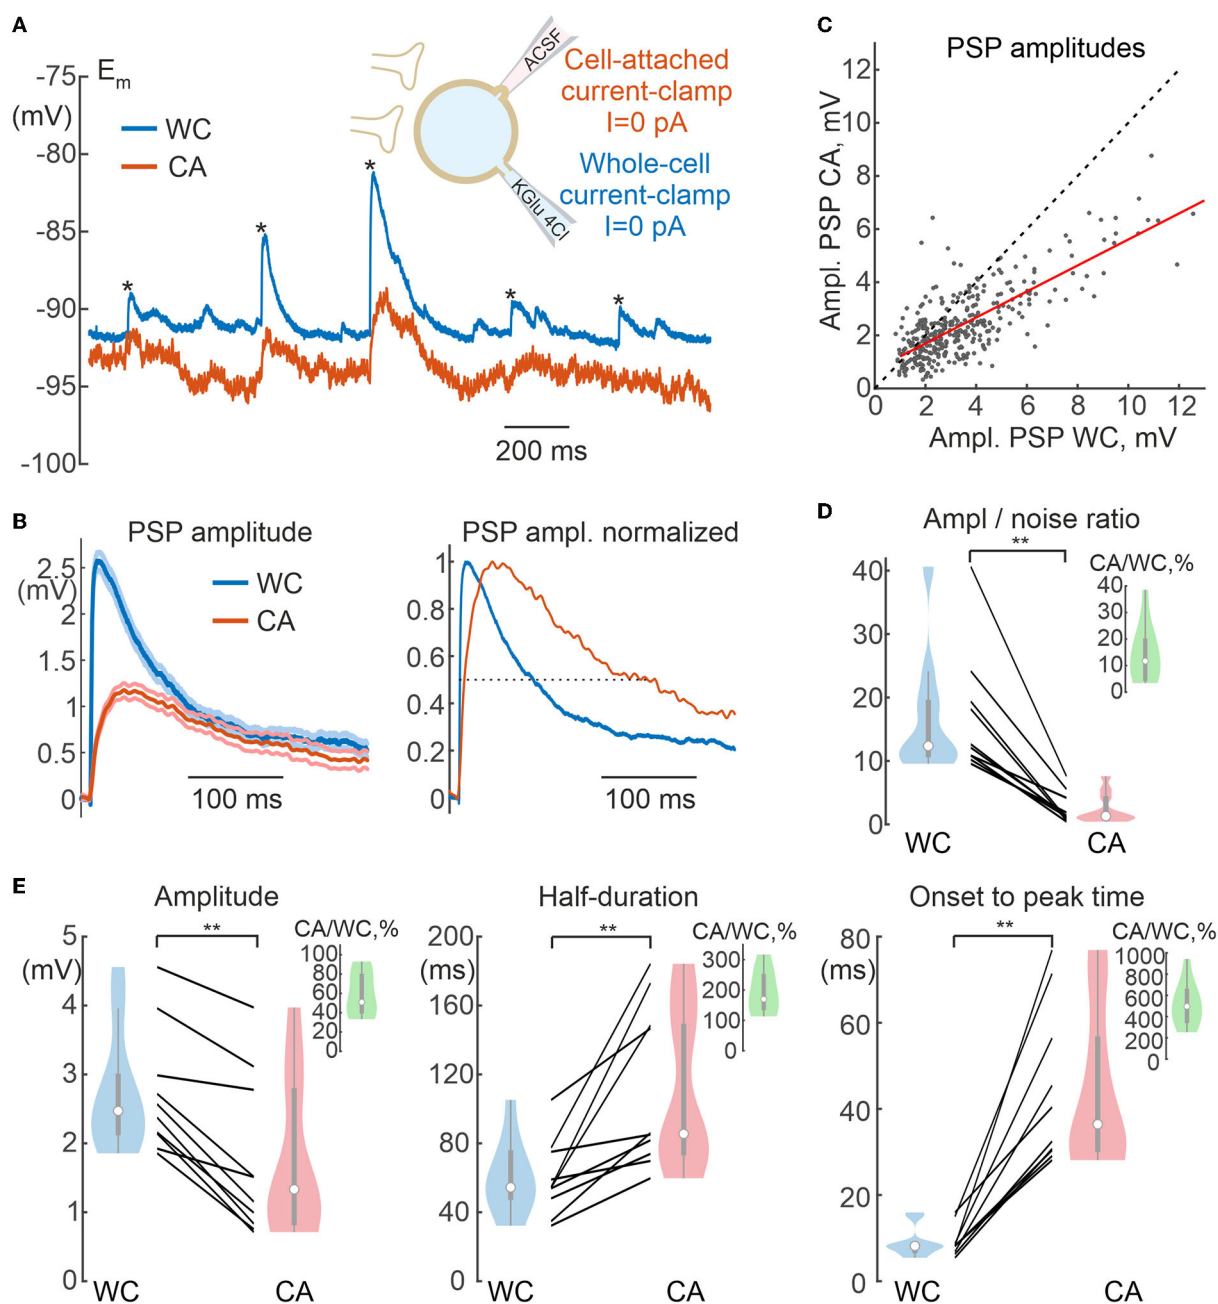 A
E m
(mV)
-75
-80
-85
-90
-95
-100
WC
CA
*
*
*
*
*
200 ms
ACSF
KGlu 4Cl
Cell-attached
current-clamp
I=0 pA
Whole-cell
current-clamp
I=0 pA
C
PSP amplitudes
Ampl. PSP CA, mV
12
10
8
6
4
2
0
0 2 4 6 8 10 12
Ampl. PSP WC, mV
B
PSP amplitude
(mV)
2.5
2
1.5
1
0.5
0
WC
CA
100 ms
PSP ampl. normalized
1
0.8
0.6
0.4
0.2
0
100 ms
D
Ampl / noise ratio
**
40
30
20
10
0
WC
CA
CA/WC,%
40
30
20
10
0
E
Amplitude
**
(mV)
5
4
3
2
1
0
WC
CA
CA/WC,%
100
80
60
40
20
0
Half-duration
**
(ms)
200
160
120
80
40
0
WC
CA
CA/WC,%
300
200
100
0
Onset to peak time
**
(ms)
80
60
40
20
0
WC
CA
CA/WC,%
1000
800
600
400
200
0